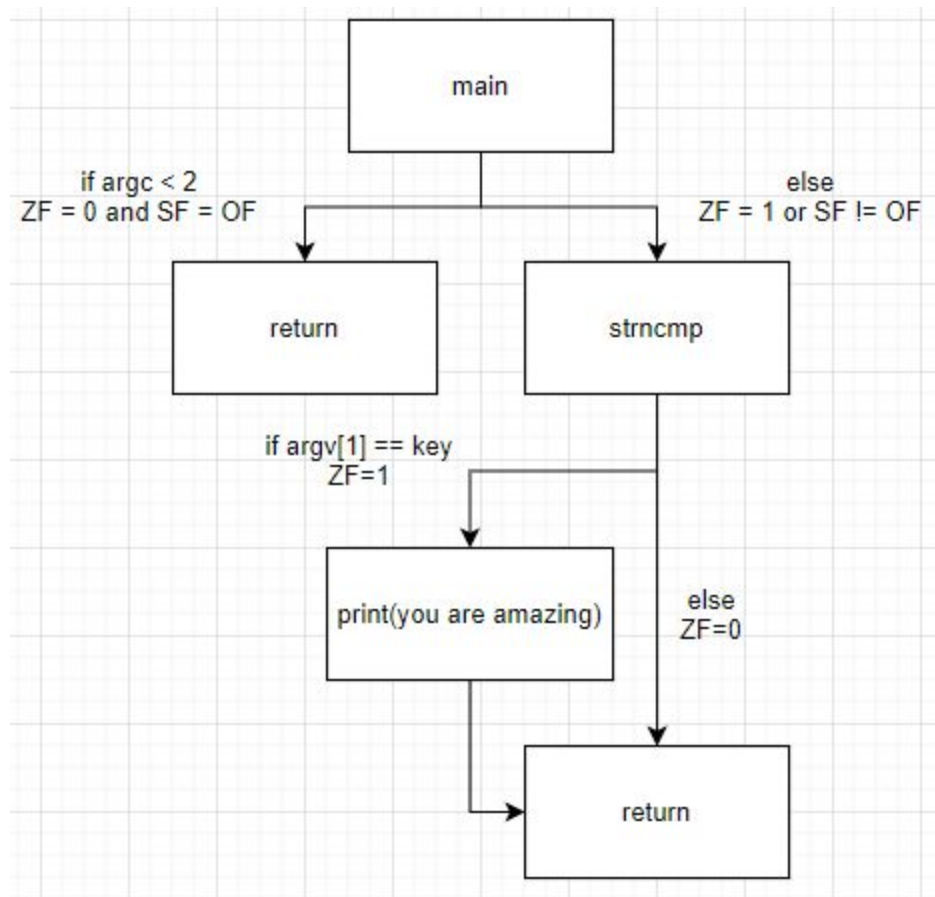 main
if argc < 2
ZF = 0 and SF = OF
else
ZF = 1 or SF != OF
return
strncmp
if argv[1] == key
ZF=1
print(you are amazing)
else
ZF=0
return